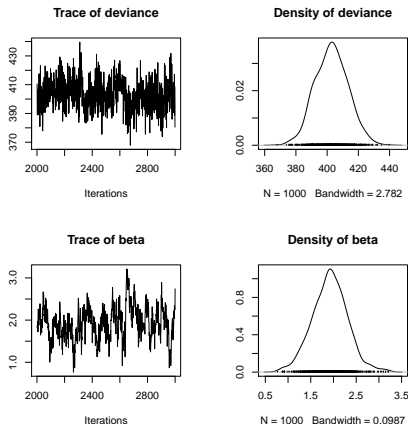 Trace of deviance
370 390 410 430
2000 2400 2800
Iterations
Density of deviance
0.00 0.02
360 380 400 420 440
N = 1000 Bandwidth = 2.782
Trace of beta
1.0 2.0 3.0
2000 2400 2800
Iterations
Density of beta
0.0 0.4 0.8
0.5 1.5 2.5 3.5
N = 1000 Bandwidth = 0.0987